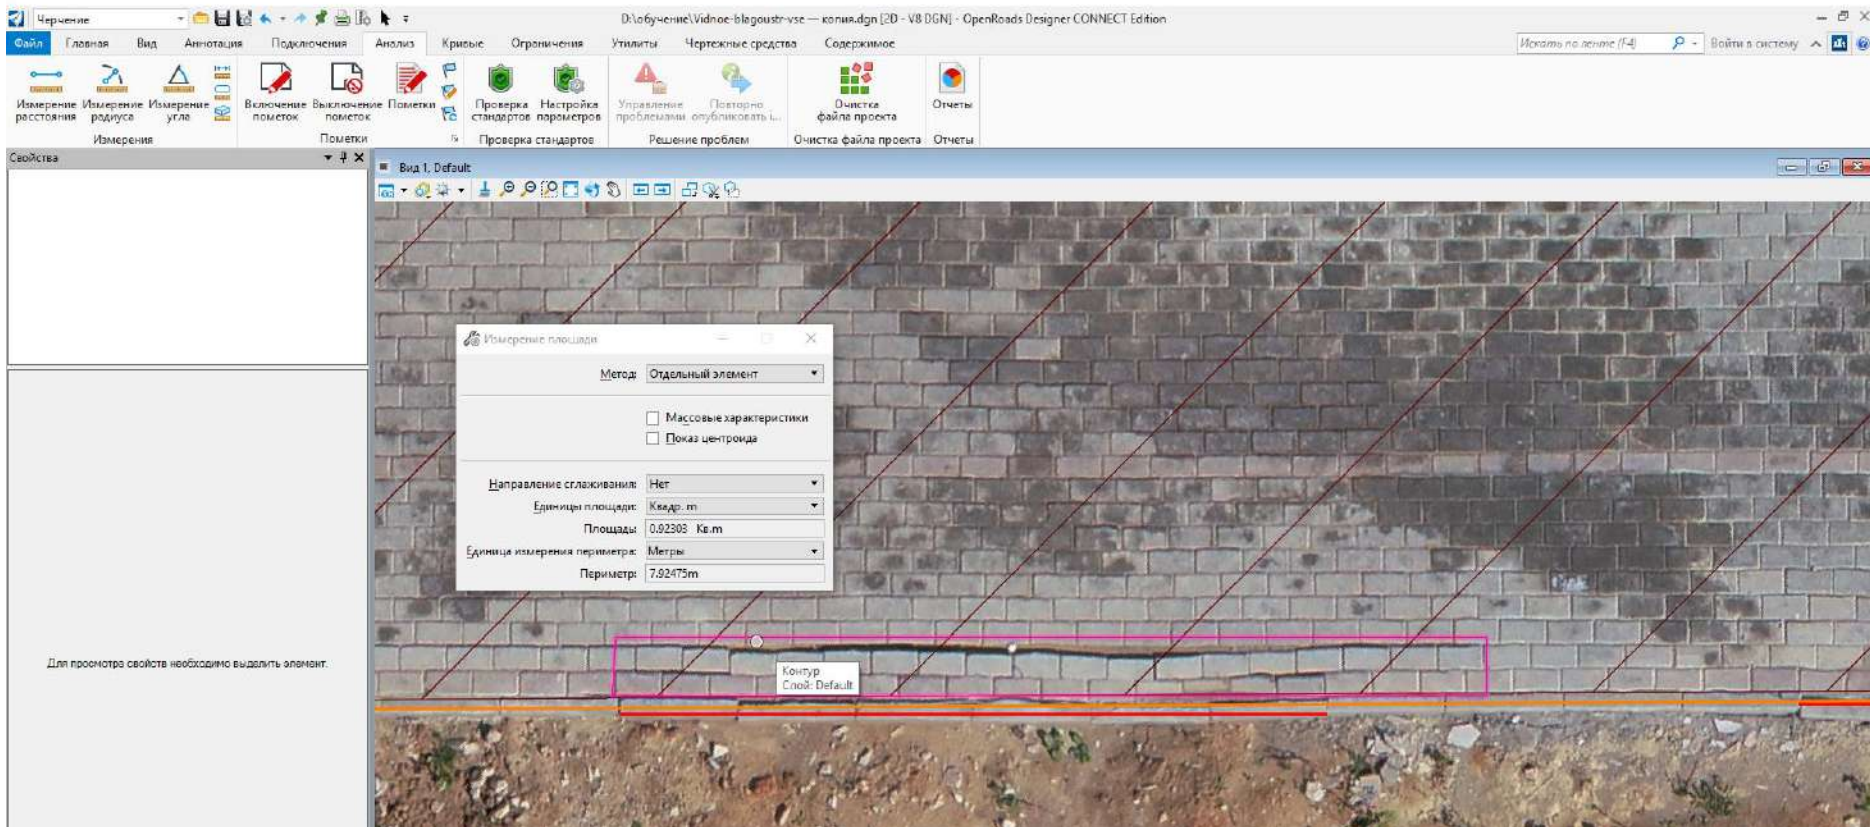 Черчение
D:\обучение\Vidnoe-blagoustr-vse — копия.dgn [2D - V8 DGN] - OpenRoads Designer CONNECT Edition
Файл Главная Вид Аннотация Подключения Анализ Кривые Ограничения Утилиты Чертежные средства Содержимое
Искать по ленте (F4) Войти в систему
Измерение расстояния
Измерение радиуса
Измерение угла
Включение пометок
Выключение пометок
Пометки
Проверка стандартов
Настройка параметров
Управление проблемами
Повторно опубликовать i...
Очистка файла проекта
Отчеты
Измерения Пометки Проверка стандартов Решение проблем Очистка файла проекта Отчеты
Свойства
Вид 1, Default
Измерение площади
Метод: Отдельный элемент
Массовые характеристики
Показ центроида
Направление сглаживания: Нет
Единицы площади: Квадр. m
Площадь: 0.92303 Кв.m
Единица измерения периметра: Метры
Периметр: 7.92475m
Для просмотра свойств необходимо выделить элемент.
Контур
Слой: Default